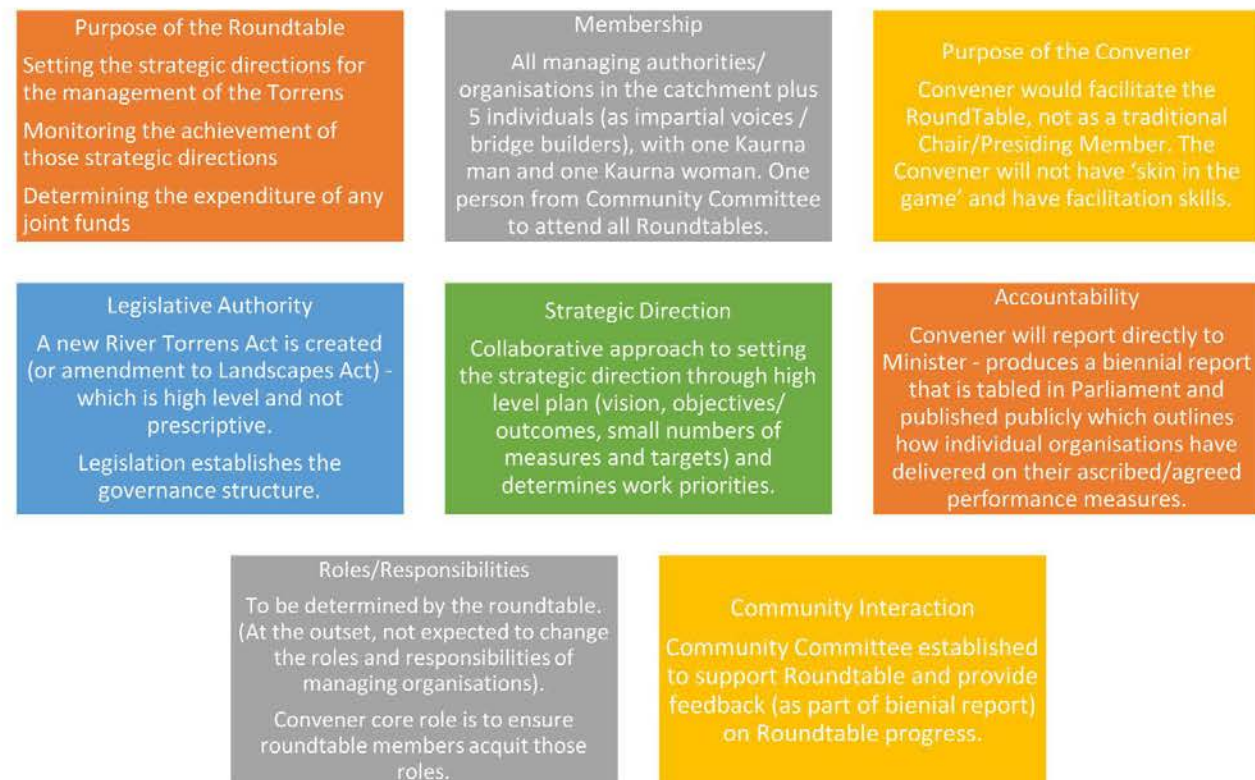 Purpose of the Roundtable
Setting the strategic directions for
the management of the Torrens
Monitoring the achievement of
those strategic directions
Determining the expenditure of any
joint funds
Membership
All managing authorities/
organisations in the catchment plus
5 individuals (as impartial voices /
bridge builders), with one Kaurna
man and one Kaurna woman. One
person from Community Committee
to attend all Roundtables.
Purpose of the Convener
Convener would facilitate the
RoundTable, not as a traditional
Chair/Presiding Member. The
Convener will not have ‘skin in the
game’ and have facilitation skills.
Legislative Authority
A new River Torrens Act is created
(or amendment to Landscapes Act) -
which is high level and not
prescriptive.
Legislation establishes the
governance structure.
Strategic Direction
Collaborative approach to setting
the strategic direction through high
level plan (vision, objectives/
outcomes, small numbers of
measures and targets) and
determines work priorities.
Accountability
Convener will report directly to
Minister - produces a biennial report
that is tabled in Parliament and
published publicly which outlines
how individual organisations have
delivered on their ascribed/agreed
performance measures.
Roles/Responsibilities
To be determined by the roundtable.
(At the outset, not expected to change
the roles and responsibilities of
managing organisations).
Convener core role is to ensure
roundtable members acquit those
roles.
Community Interaction
Community Committee established
to support Roundtable and provide
feedback (as part of bienial report)
on Roundtable progress.